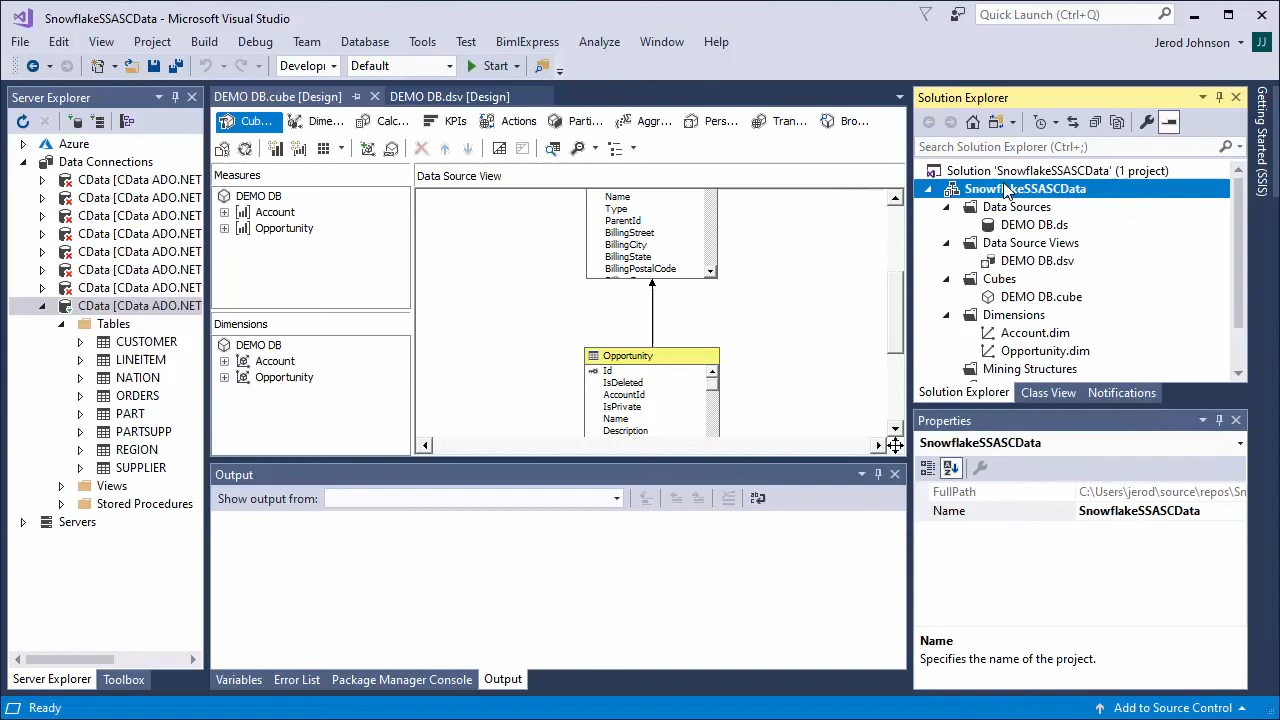 SnowflakeSSASCData - Microsoft Visual Studio
Quick Launch (Ctrl+Q)
File Edit View Project Build Debug Team Database Tools Test BimlExpress Analyze Window Help
Jerod Johnson
JJ
Developr
Default
Start
Server Explorer
Azure
Data Connections
CData [CData ADO.NET
CData [CData ADO.NET
CData [CData ADO.NET
CData [CData ADO.NET
CData [CData ADO.NET
CData [CData ADO.NET
CData [CData ADO.NET
CData [CData ADO.NET
Tables
CUSTOMER
LINEITEM
NATION
ORDERS
PART
PARTSUPP
REGION
SUPPLIER
Views
Stored Procedures
Servers
Server Explorer
Toolbox
DEMO DB.cube [Design]
DEMO DB.dsv [Design]
Cub...
Dime...
Calc...
KPIs
Actions
Parti...
Aggr...
Pers...
Tran...
Bro...
Measures
DEMO DB
Account
Opportunity
Dimensions
DEMO DB
Account
Opportunity
Data Source View
Name
Type
ParentId
BillingStreet
BillingCity
BillingState
BillingPostalCode
Opportunity
Id
IsDeleted
AccountId
IsPrivate
Name
Description
Output
Show output from:
Variables
Error List
Package Manager Console
Output
Solution Explorer
Search Solution Explorer (Ctrl+;)
Solution 'SnowflakeSSASCData' (1 project)
SnowflakeSSASCData
Data Sources
DEMO DB.ds
Data Source Views
DEMO DB.dsv
Cubes
DEMO DB.cube
Dimensions
Account.dim
Opportunity.dim
Mining Structures
Solution Explorer
Class View
Notifications
Properties
SnowflakeSSASCData
FullPath C:\Users\jerod\source\repos\Sn
Name SnowflakeSSASCData
Name
Specifies the name of the project.
Getting Started (SSIS)
Ready
Add to Source Control